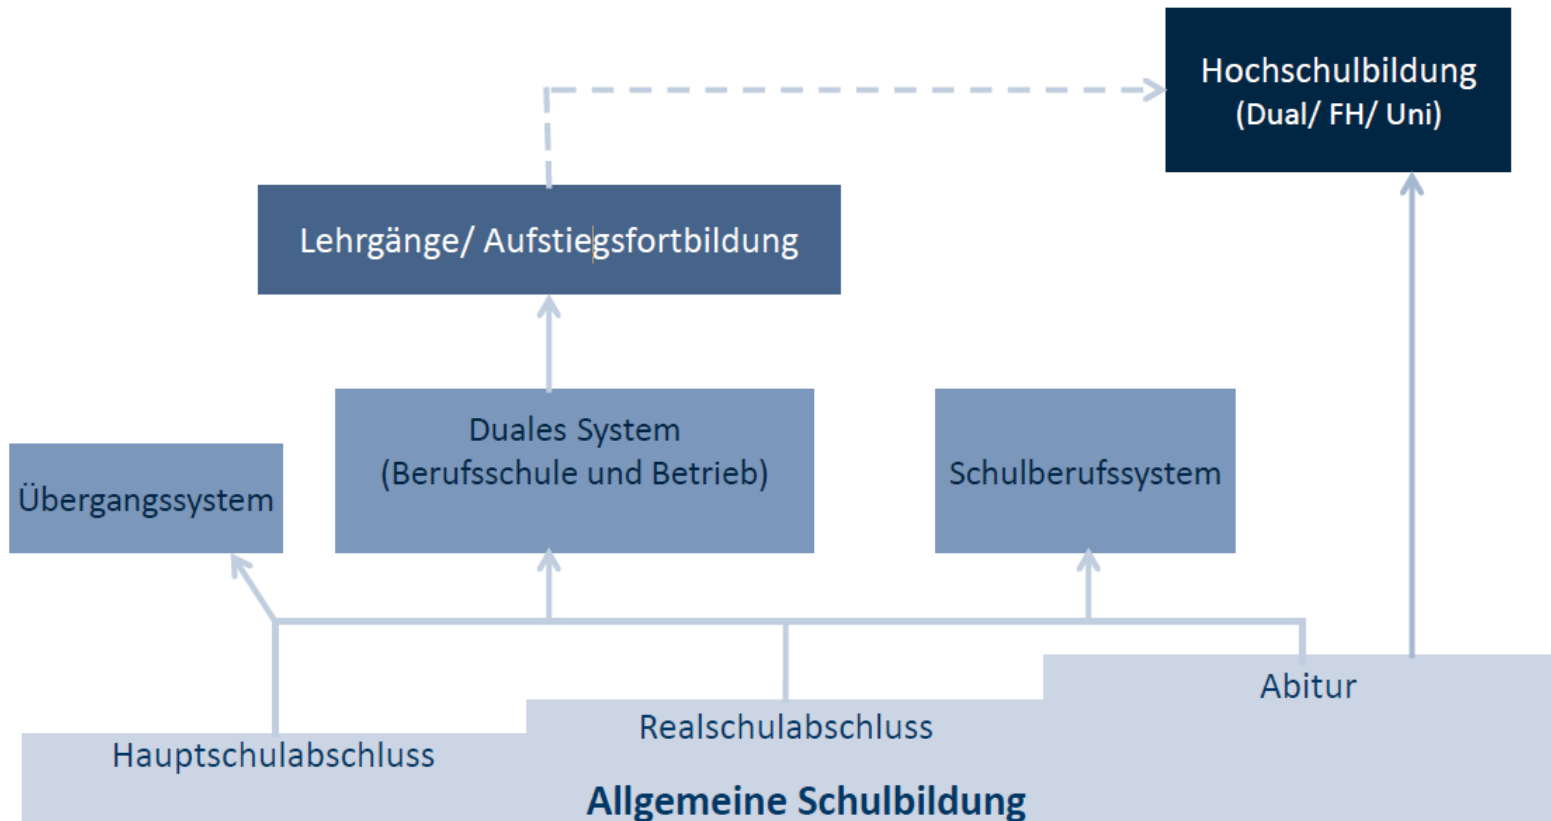 Hochschulbildung
(Dual/ FH/ Uni)
Lehrgänge/ Aufstiegsfortbildung
Duales System
(Berufsschule und Betrieb)
Übergangssystem
Schulberufssystem
Abitur
Realschulabschluss
Hauptschulabschluss
Allgemeine Schulbildung